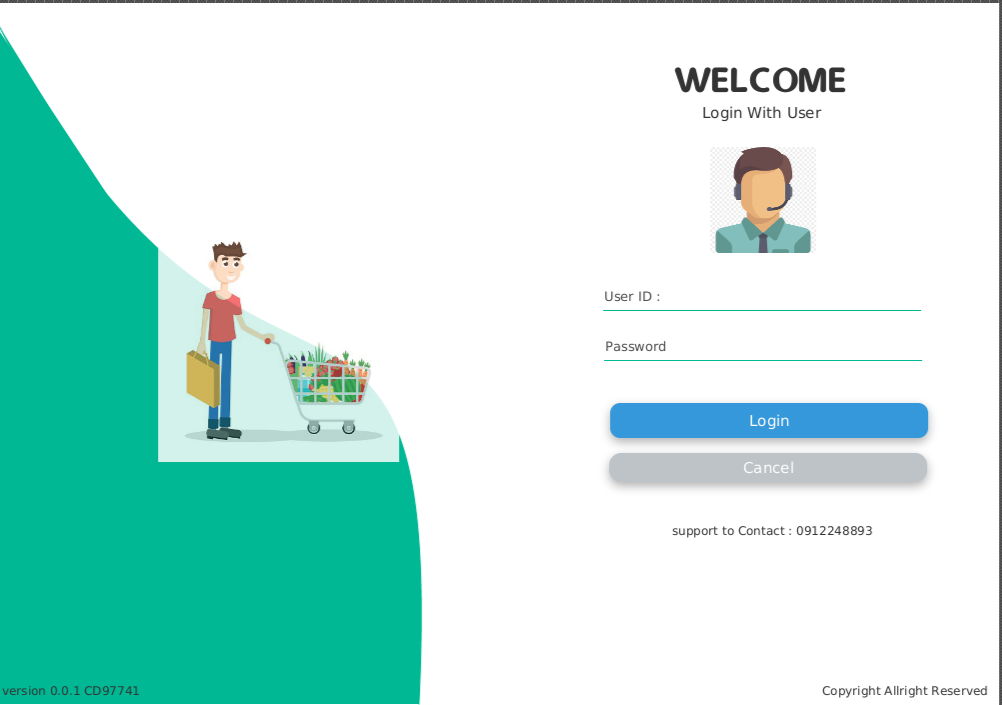 WELCOME
Login With User
User ID :
Password
Login
Cancel
support to Contact : 0912248893
version 0.0.1 CD97741
Copyright Allright Reserved